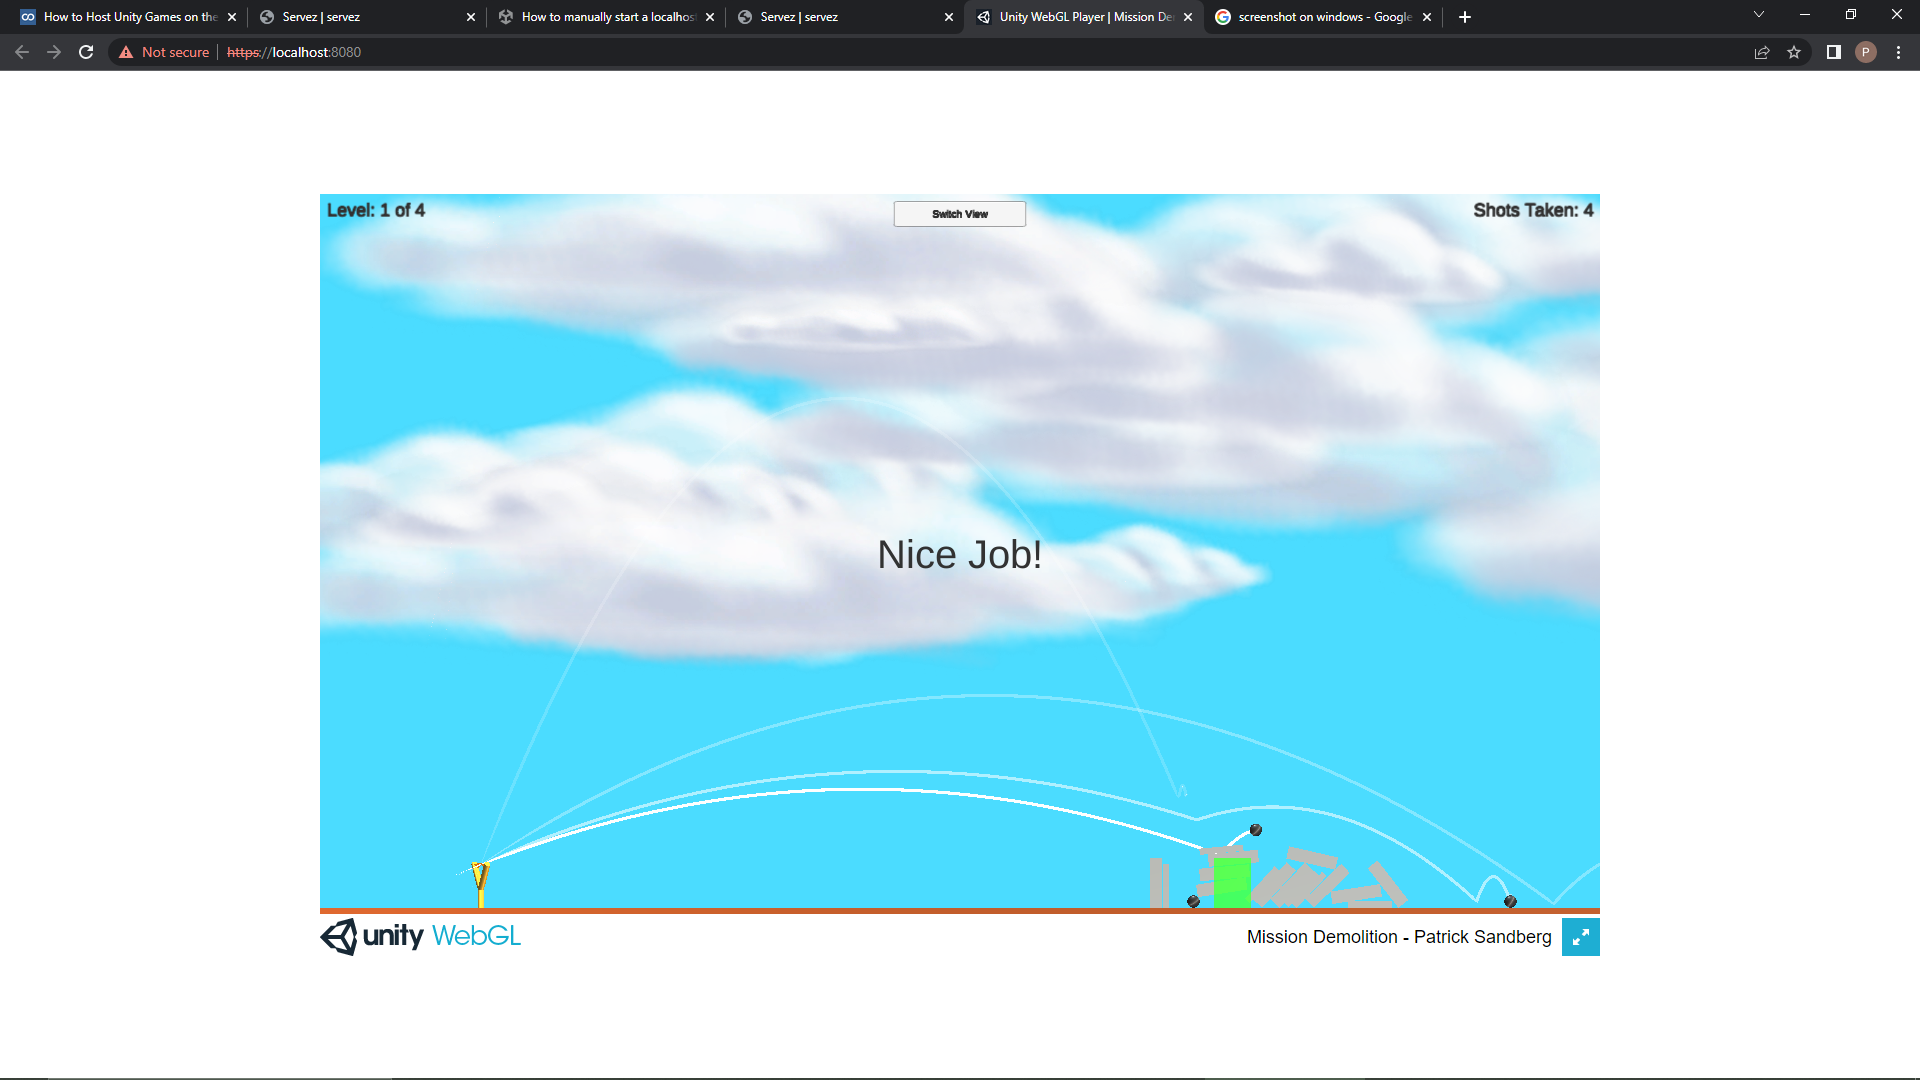 How to Host Unity Games on the
Servez | servez
How to manually start a localhos
Servez | servez
Unity WebGL Player | Mission De
screenshot on windows - Google
Not secure
https://localhost:8080
P
Level: 1 of 4
Switch View
Shots Taken: 4
Nice Job!
unity WebGL
Mission Demolition - Patrick Sandberg